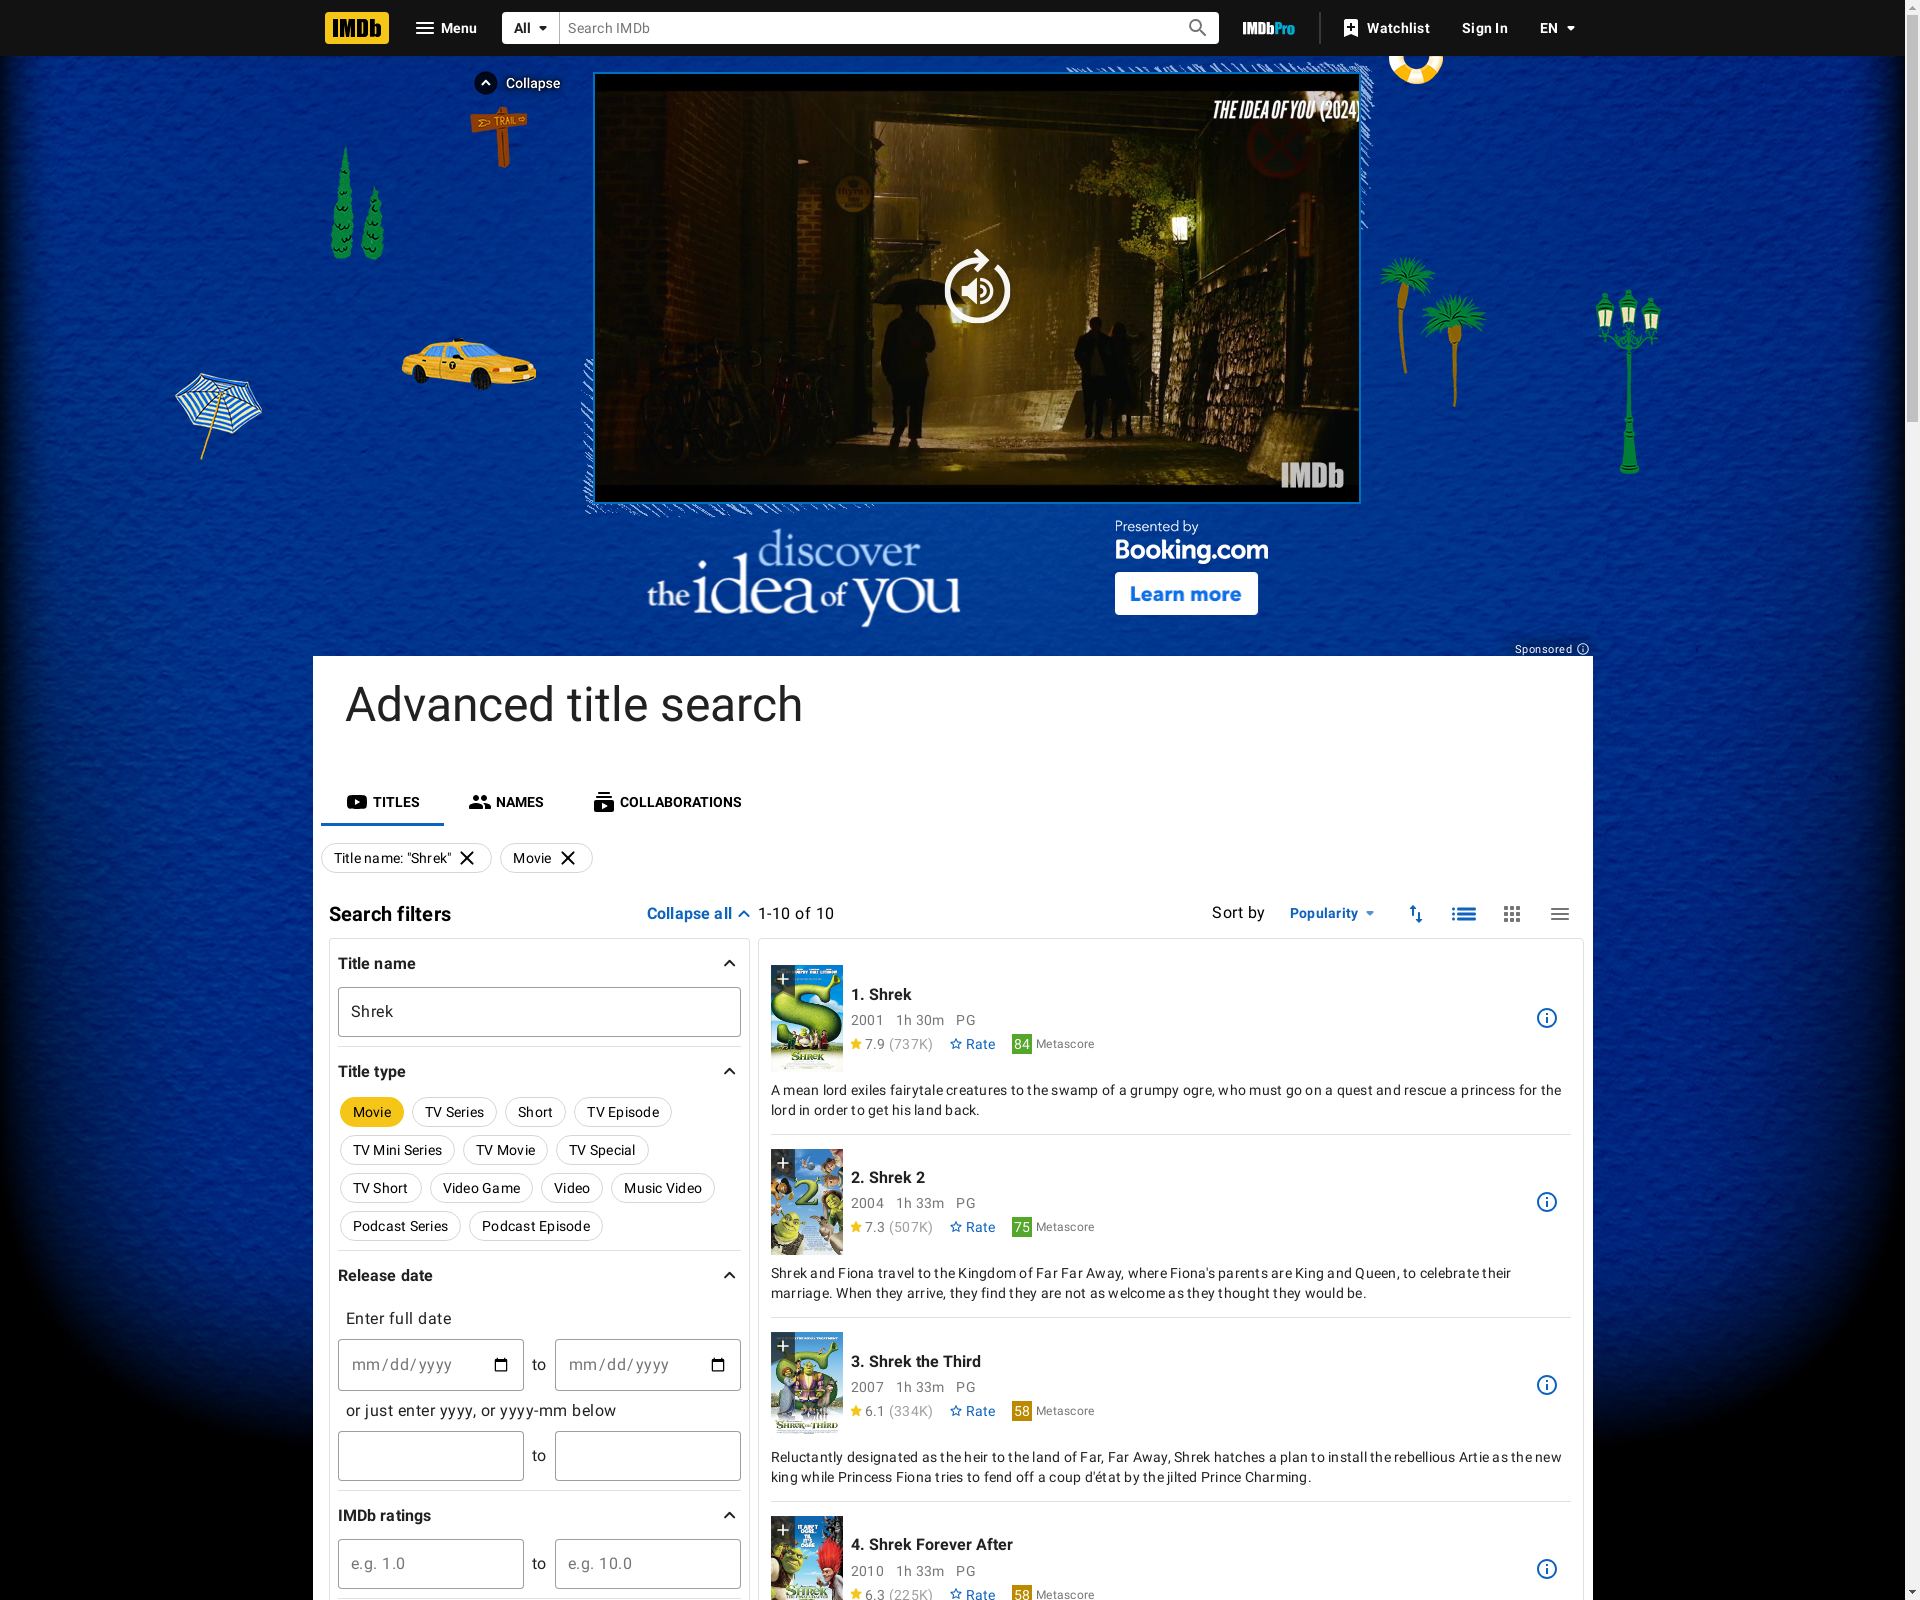 IMDb
Menu
All
Search IMDb
IMDbPro
Watchlist
Sign In
EN
Collapse
TRAIL
THE IDEA OF YOU (2024)
IMDb
discover
the idea of you
Presented by
Booking.com
Learn more
Sponsored
Advanced title search
TITLES
NAMES
COLLABORATIONS
Title name: "Shrek"
Movie
Search filters
Collapse all
1-10 of 10
Sort by
Popularity
Title name
Shrek
Title type
Movie
TV Series
Short
TV Episode
TV Mini Series
TV Movie
TV Special
TV Short
Video Game
Video
Music Video
Podcast Series
Podcast Episode
Release date
Enter full date
mm/dd/yyyy
to
mm/dd/yyyy
or just enter yyyy, or yyyy-mm below
to
IMDb ratings
e.g. 1.0
to
e.g. 10.0
SHREK
1. Shrek
2001 1h 30m PG
7.9 (737K) Rate 84 Metascore
A mean lord exiles fairytale creatures to the swamp of a grumpy ogre, who must go on a quest and rescue a princess for the
lord in order to get his land back.
2
2. Shrek 2
2004 1h 33m PG
7.3 (507K) Rate 75 Metascore
Shrek and Fiona travel to the Kingdom of Far Far Away, where Fiona's parents are King and Queen, to celebrate their
marriage. When they arrive, they find they are not as welcome as they thought they would be.
SHREK THE THIRD
3. Shrek the Third
2007 1h 33m PG
6.1 (334K) Rate 58 Metascore
Reluctantly designated as the heir to the land of Far, Far Away, Shrek hatches a plan to install the rebellious Artie as the new
king while Princess Fiona tries to fend off a coup d'état by the jilted Prince Charming.
IT AIN'T
OGRE...
TIL
IT'S
OGRE
SHREK
4. Shrek Forever After
2010 1h 33m PG
6.3 (225K) Rate 58 Metascore